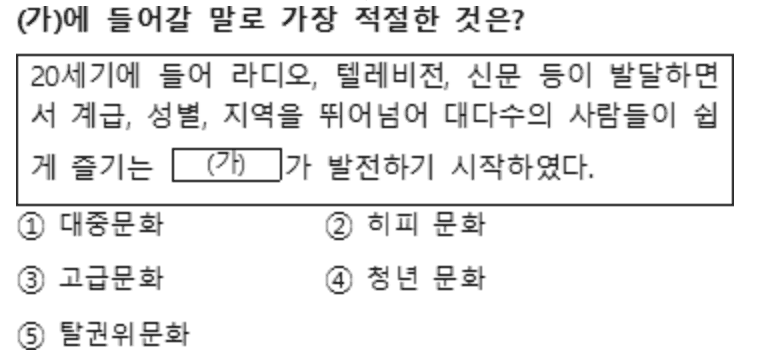 (가)에 들어갈 말로 가장 적절한 것은?
20세기에 들어 라디오, 텔레비전, 신문 등이 발달하면
서 계급, 성별, 지역을 뛰어넘어 대다수의 사람들이 쉽
게 즐기는 (가) 가 발전하기 시작하였다.
① 대중문화 ② 히피 문화
③ 고급문화 ④ 청년 문화
⑤ 탈권위문화